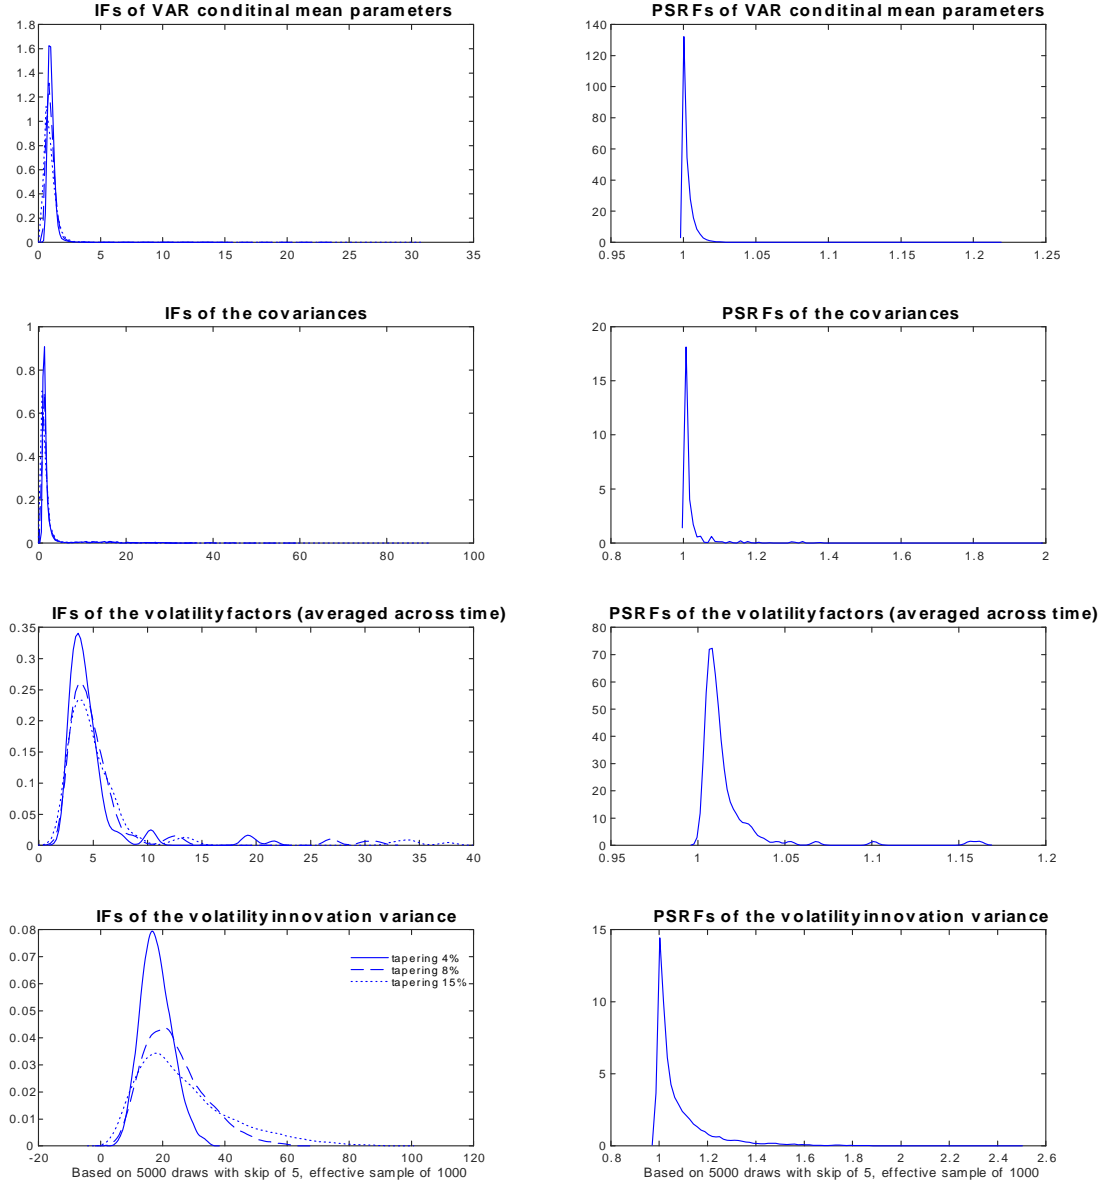 IFs of VAR conditinal mean parameters
1.8
1.6
1.4
1.2
1
0.8
0.6
0.4
0.2
0
0 5 10 15 20 25 30 35
PSRFs of VAR conditinal mean parameters
140
120
100
80
60
40
20
0
0.95 1 1.05 1.1 1.15 1.2 1.25
IFs of the covariances
1
0.8
0.6
0.4
0.2
0
0 20 40 60 80 100
PSRFs of the covariances
20
15
10
5
0
0.8 1 1.2 1.4 1.6 1.8 2
IFs of the volatility factors (averaged across time)
0.35
0.3
0.25
0.2
0.15
0.1
0.05
0
0 5 10 15 20 25 30 35 40
PSRFs of the volatility factors (averaged across time)
80
70
60
50
40
30
20
10
0
0.95 1 1.05 1.1 1.15 1.2
IFs of the volatility innovation variance
0.08
0.07
0.06
0.05
0.04
0.03
0.02
0.01
0
tapering 4%
tapering 8%
tapering 15%
-20 0 20 40 60 80 100 120
Based on 5000 draws with skip of 5, effective sample of 1000
PSRFs of the volatility innovation variance
15
10
5
0
0.8 1 1.2 1.4 1.6 1.8 2 2.2 2.4 2.6
Based on 5000 draws with skip of 5, effective sample of 1000